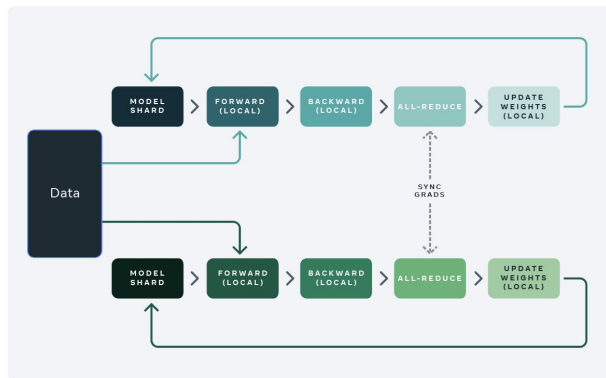 MODEL
SHARD
FORWARD
(LOCAL)
BACKWARD
(LOCAL)
ALL-REDUCE
UPDATE
WEIGHTS
(LOCAL)
Data
SYNC
GRADS
MODEL
SHARD
FORWARD
(LOCAL)
BACKWARD
(LOCAL)
ALL-REDUCE
UPDATE
WEIGHTS
(LOCAL)